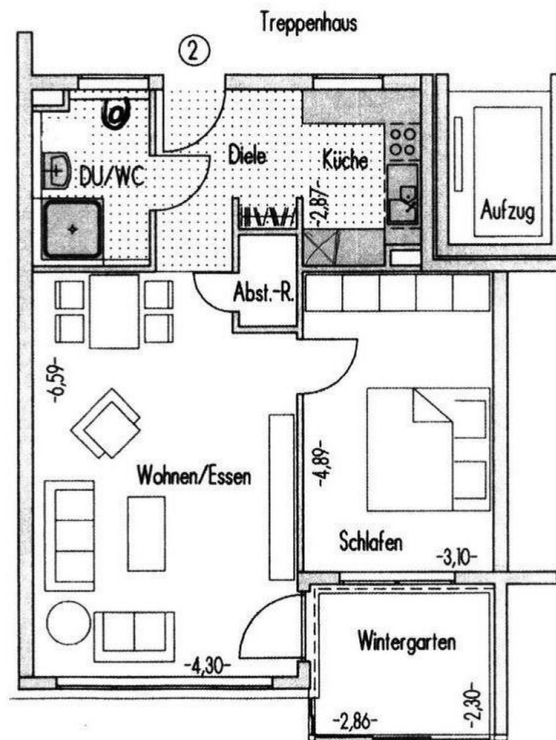 Treppenhaus
2
DU/WC
Diele
Küche
-2,87-
Aufzug
Abst.-R.
-6,59-
Wohnen/Essen
-4,89-
Schlafen
-3,10-
-4,30-
Wintergarten
-2,86-
-2,30-